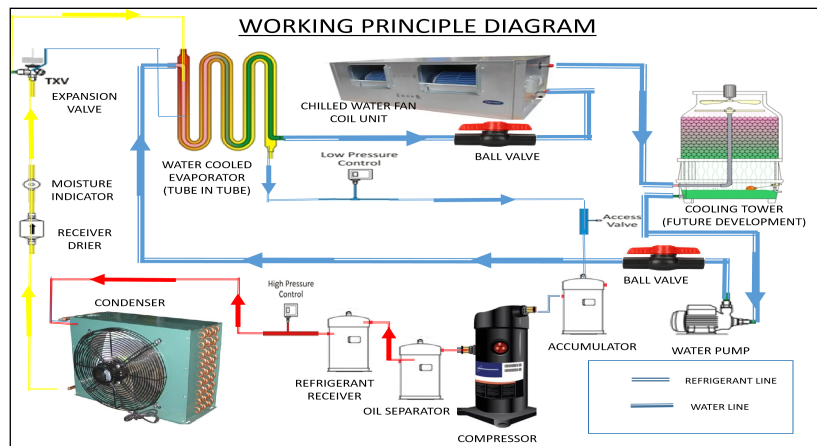 WORKING PRINCIPLE DIAGRAM
TXV
EXPANSION
VALVE
CHILLED WATER FAN
COIL UNIT
WATER COOLED
EVAPORATOR
(TUBE IN TUBE)
BALL VALVE
Low Pressure
Control
MOISTURE
INDICATOR
Access
Valve
COOLING TOWER
(FUTURE DEVELOPMENT)
RECEIVER
DRIER
BALL VALVE
CONDENSER
High Pressure
Control
ACCUMULATOR
WATER PUMP
REFRIGERANT
RECEIVER
OIL SEPARATOR
COMPRESSOR
REFRIGERANT LINE
WATER LINE